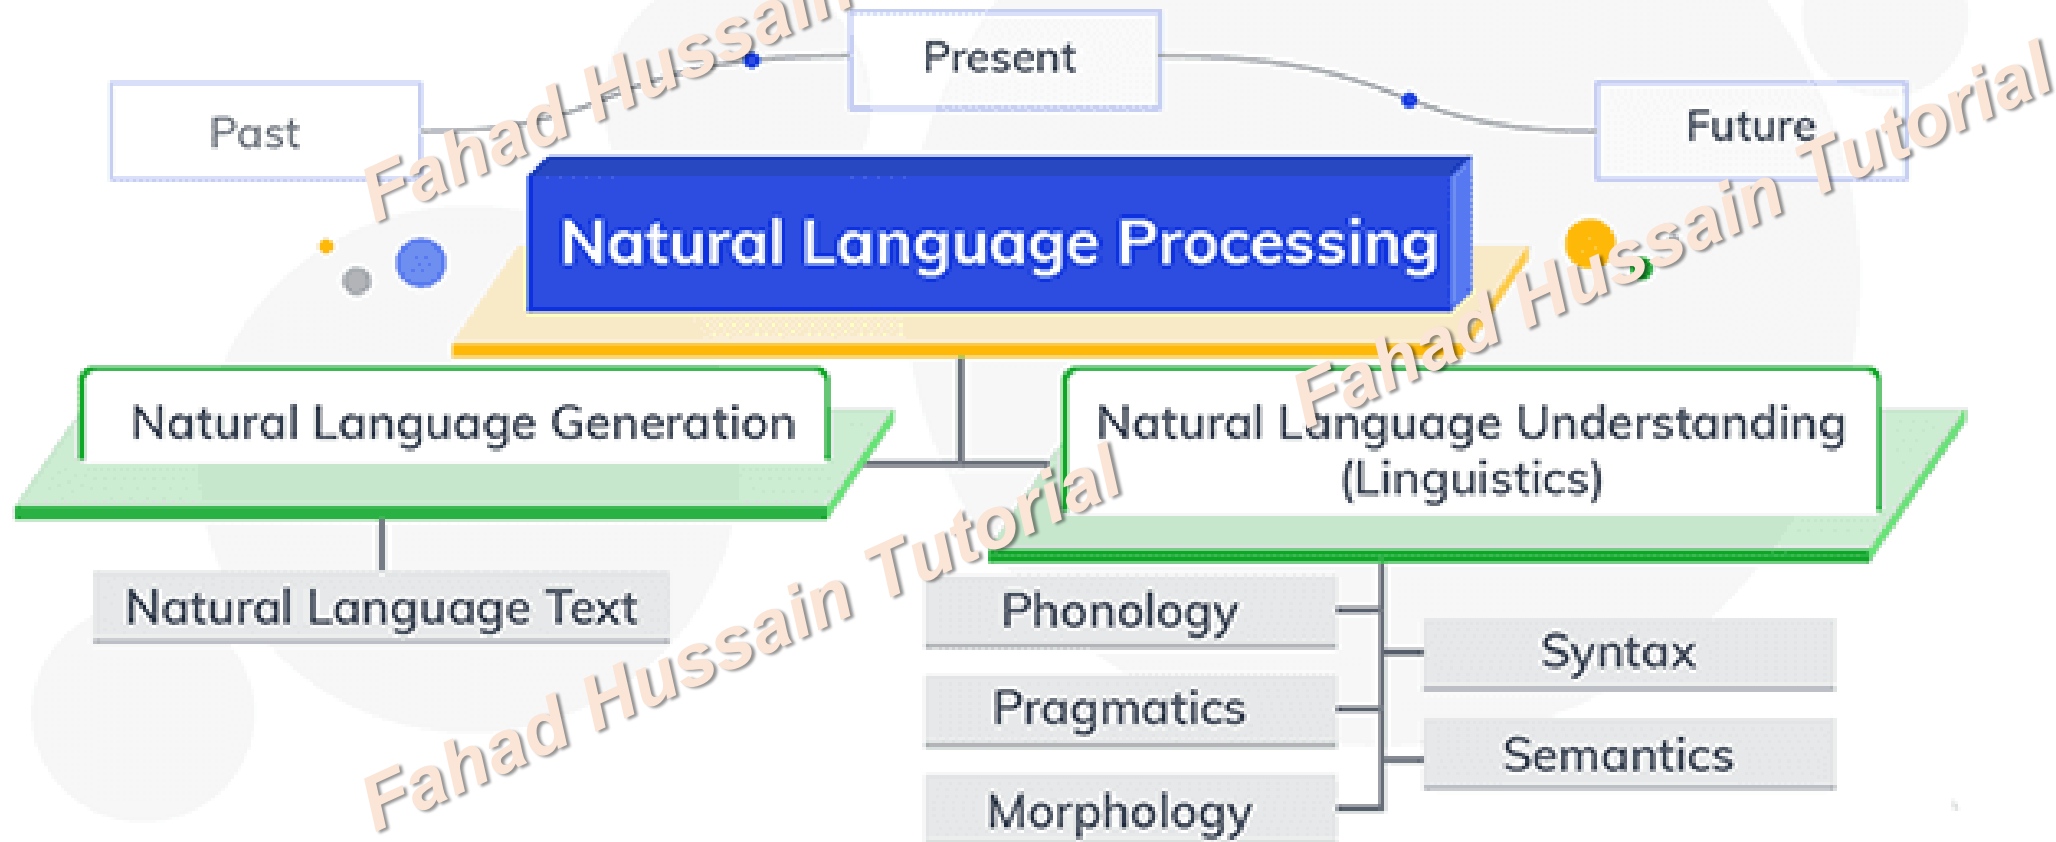 Present
Past
Future
Natural Language Processing
Natural Language Generation
Natural Language Understanding
(Linguistics)
Natural Language Text
Phonology
Syntax
Pragmatics
Semantics
Morphology
Fahad Hussain
Fahad Hussain Tutorial
Fahad Hussain Tutorial